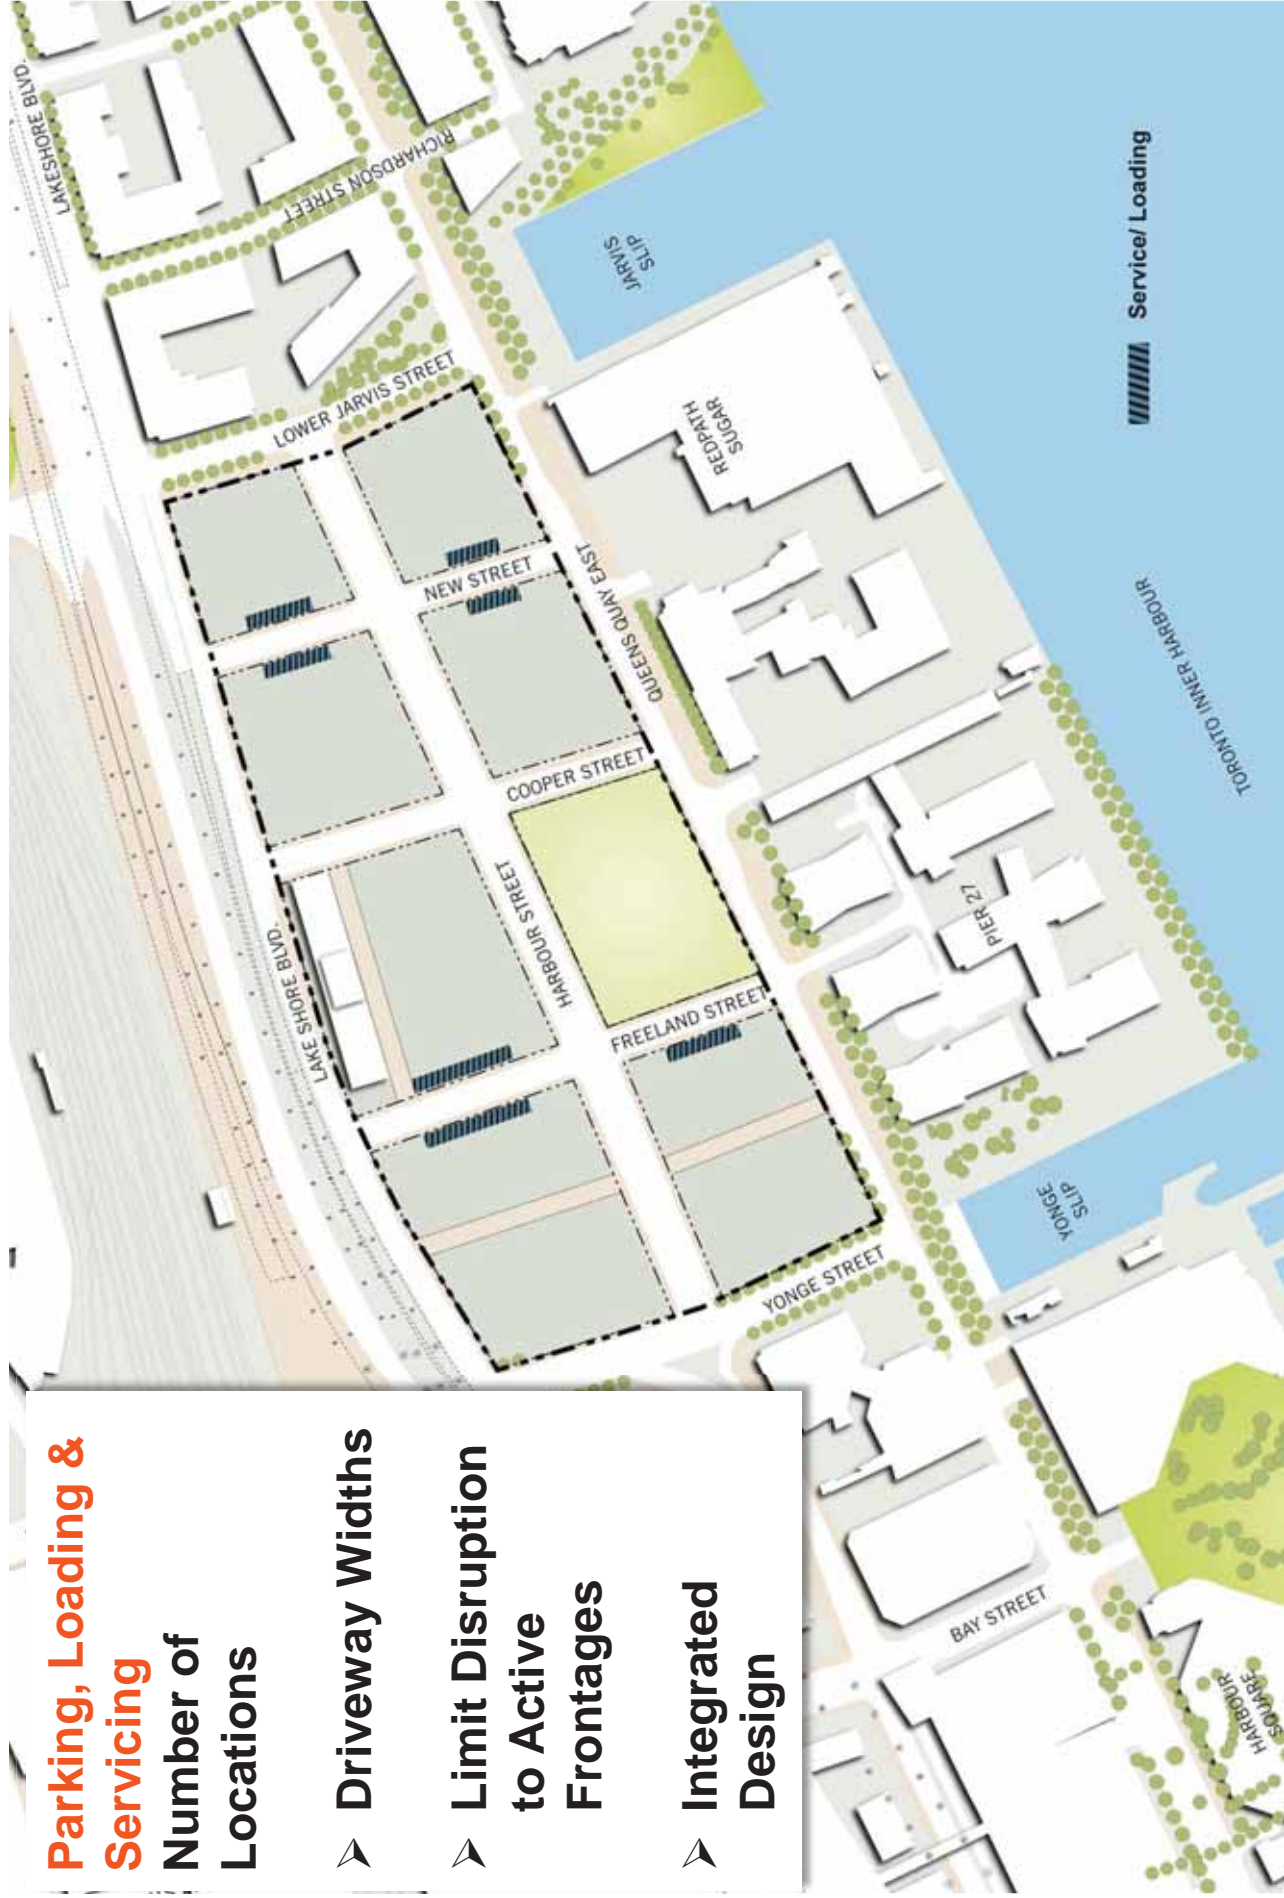 Parking, Loading &
Servicing
Number of
Locations
➢ Driveway Widths
➢ Limit Disruption
to Active
Frontages
➢ Integrated
Design
LAKESHORE BLVD.
LAKE SHORE BLVD.
RICHARDSON STREET
LOWER JARVIS STREET
NEW STREET
COOPER STREET
HARBOUR STREET
FREELAND STREET
YONGE STREET
QUEENS QUAY EAST
BAY STREET
JARVIS
SLIP
REDPATH
SUGAR
PIER 27
YONGE
SLIP
HARBOUR
SQUARE
TORONTO INNER HARBOUR
Service/ Loading